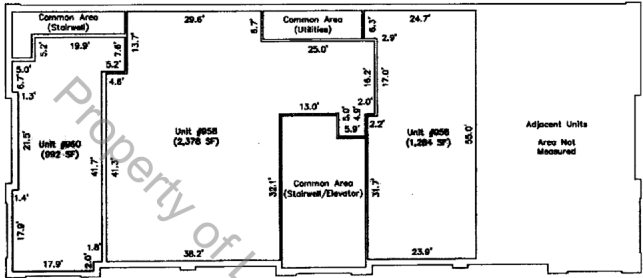 Common Area
(Stairwell)
29.6'
6.7'
Common Area
(Utilities)
6.3'
24.7'
2.9'
5.2'
19.9'
7.6'
13.7'
25.0'
5.0'
6.7'
5.2'
4.6'
16.2'
17.0'
1.3'
13.0'
5.0'
4.9'
2.0'
2.2'
5.9'
21.5'
Unit #960
(992 SF)
41.7'
41.3'
Unit #958
(2,378 SF)
Unit #956
(1,284 SF)
55.0'
Adjacent Units
Area Not
Measured
1.4'
17.9'
32.1'
Common Area
(Stairwell/Elevator)
31.7'
1.8'
2.0'
17.9'
38.2'
23.9'
Property of